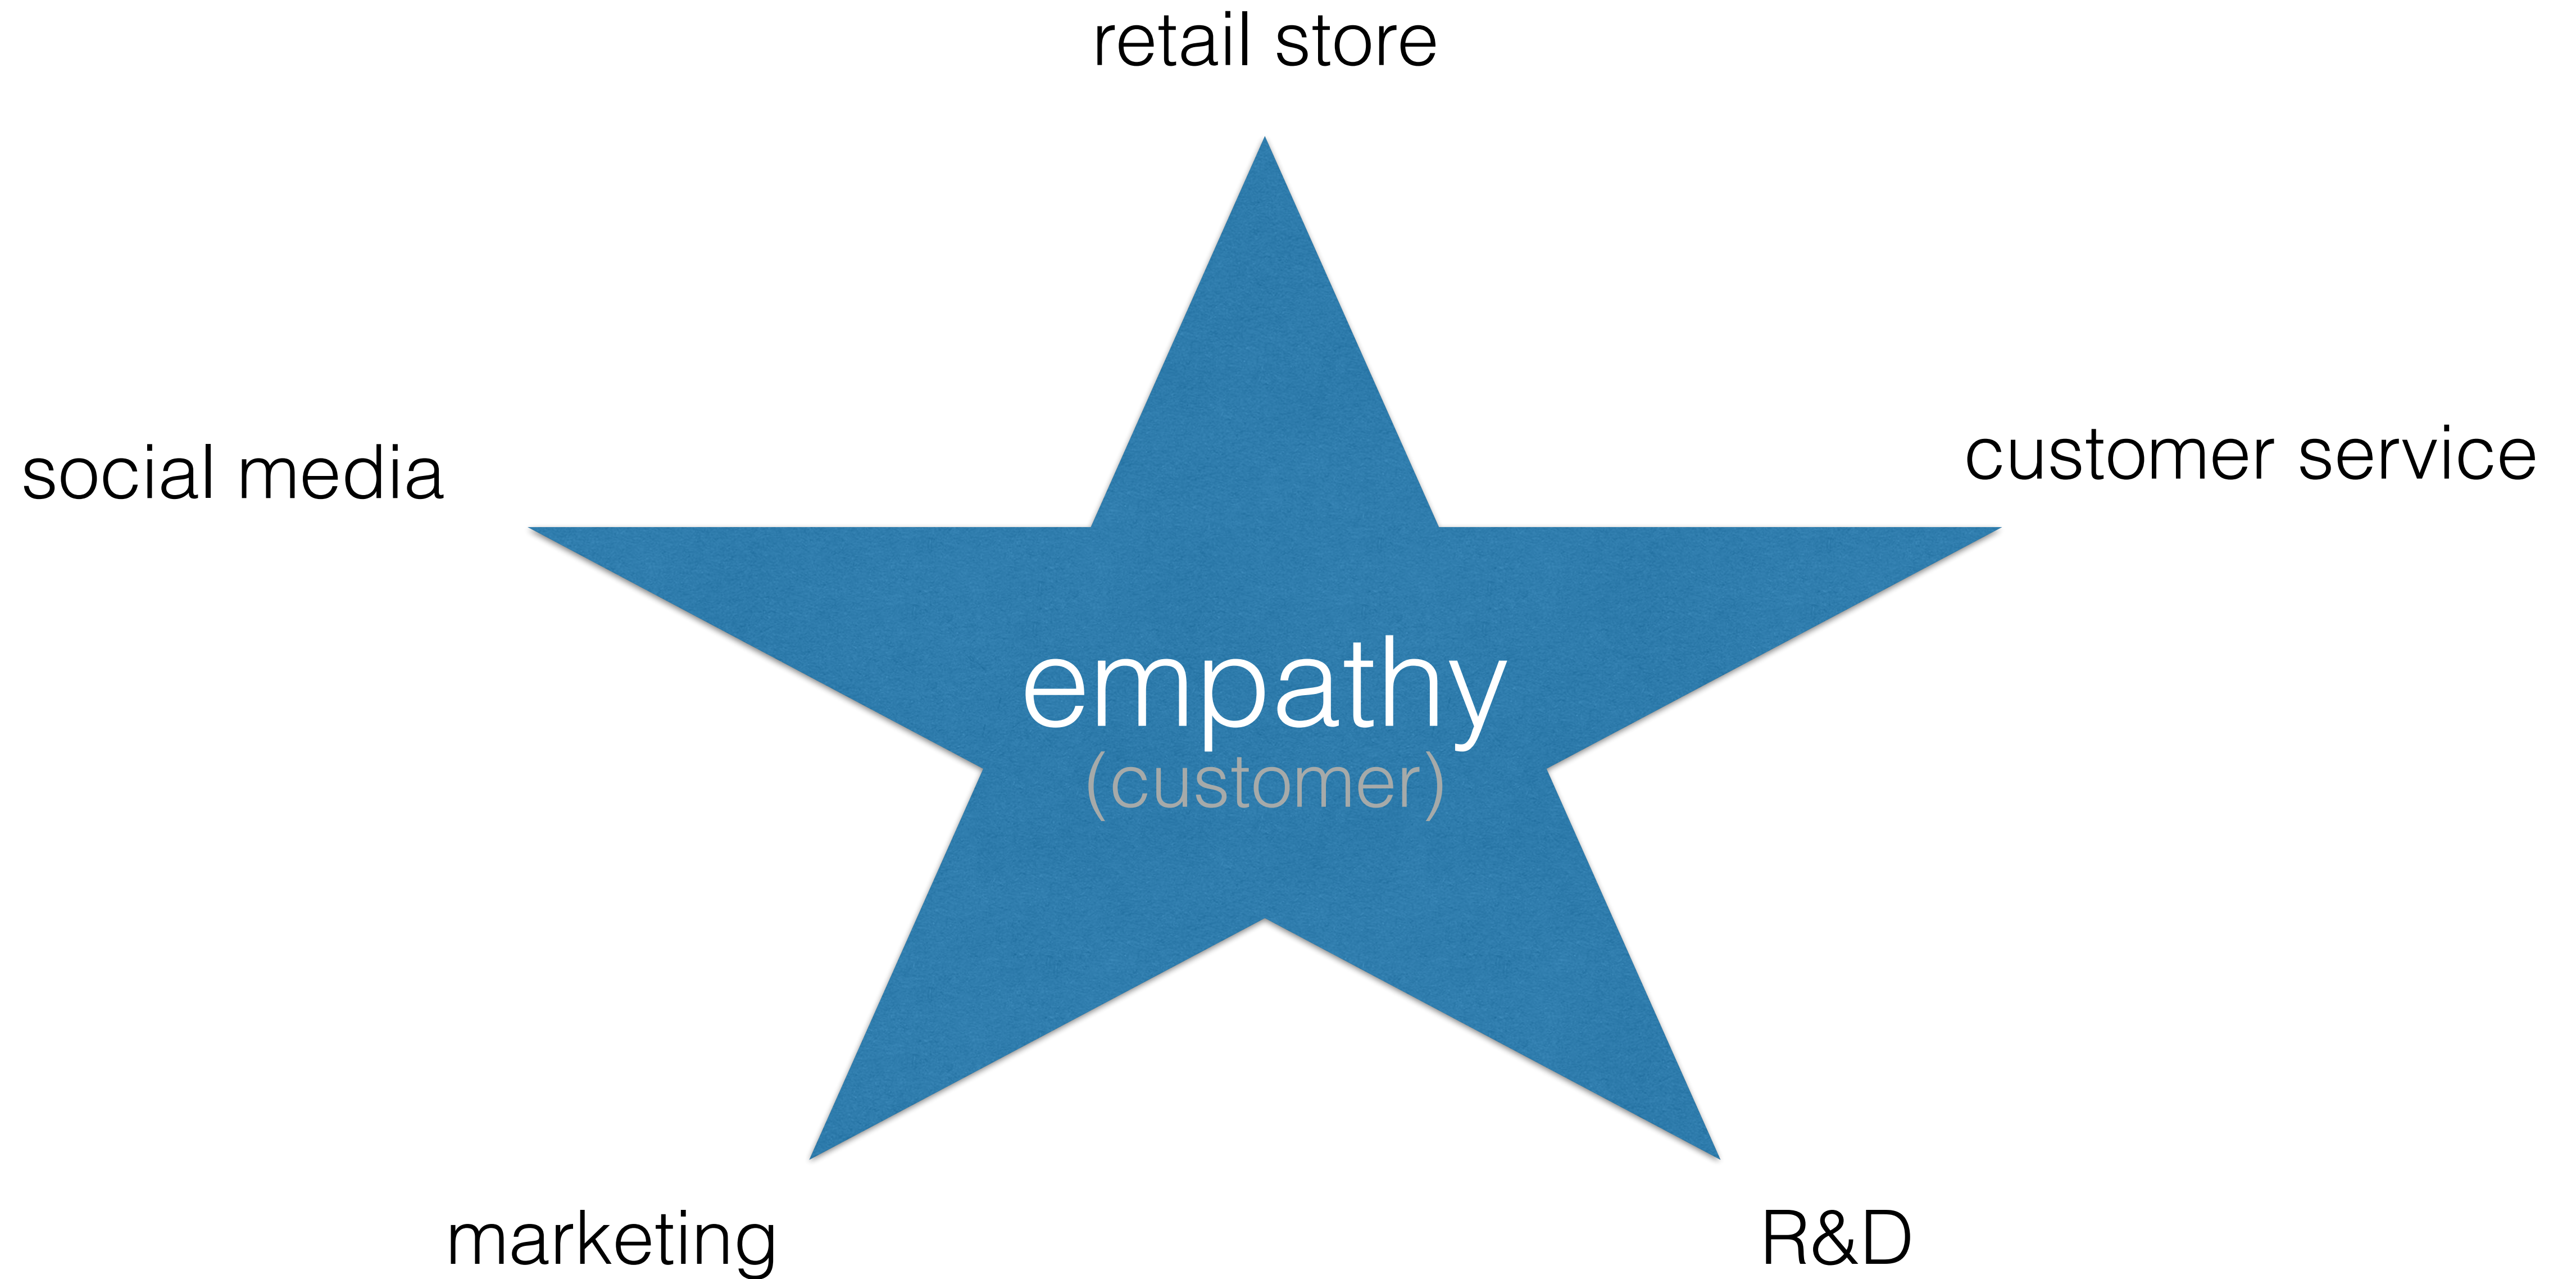 retail store
social media
customer service
empathy
(customer)
marketing
R&D